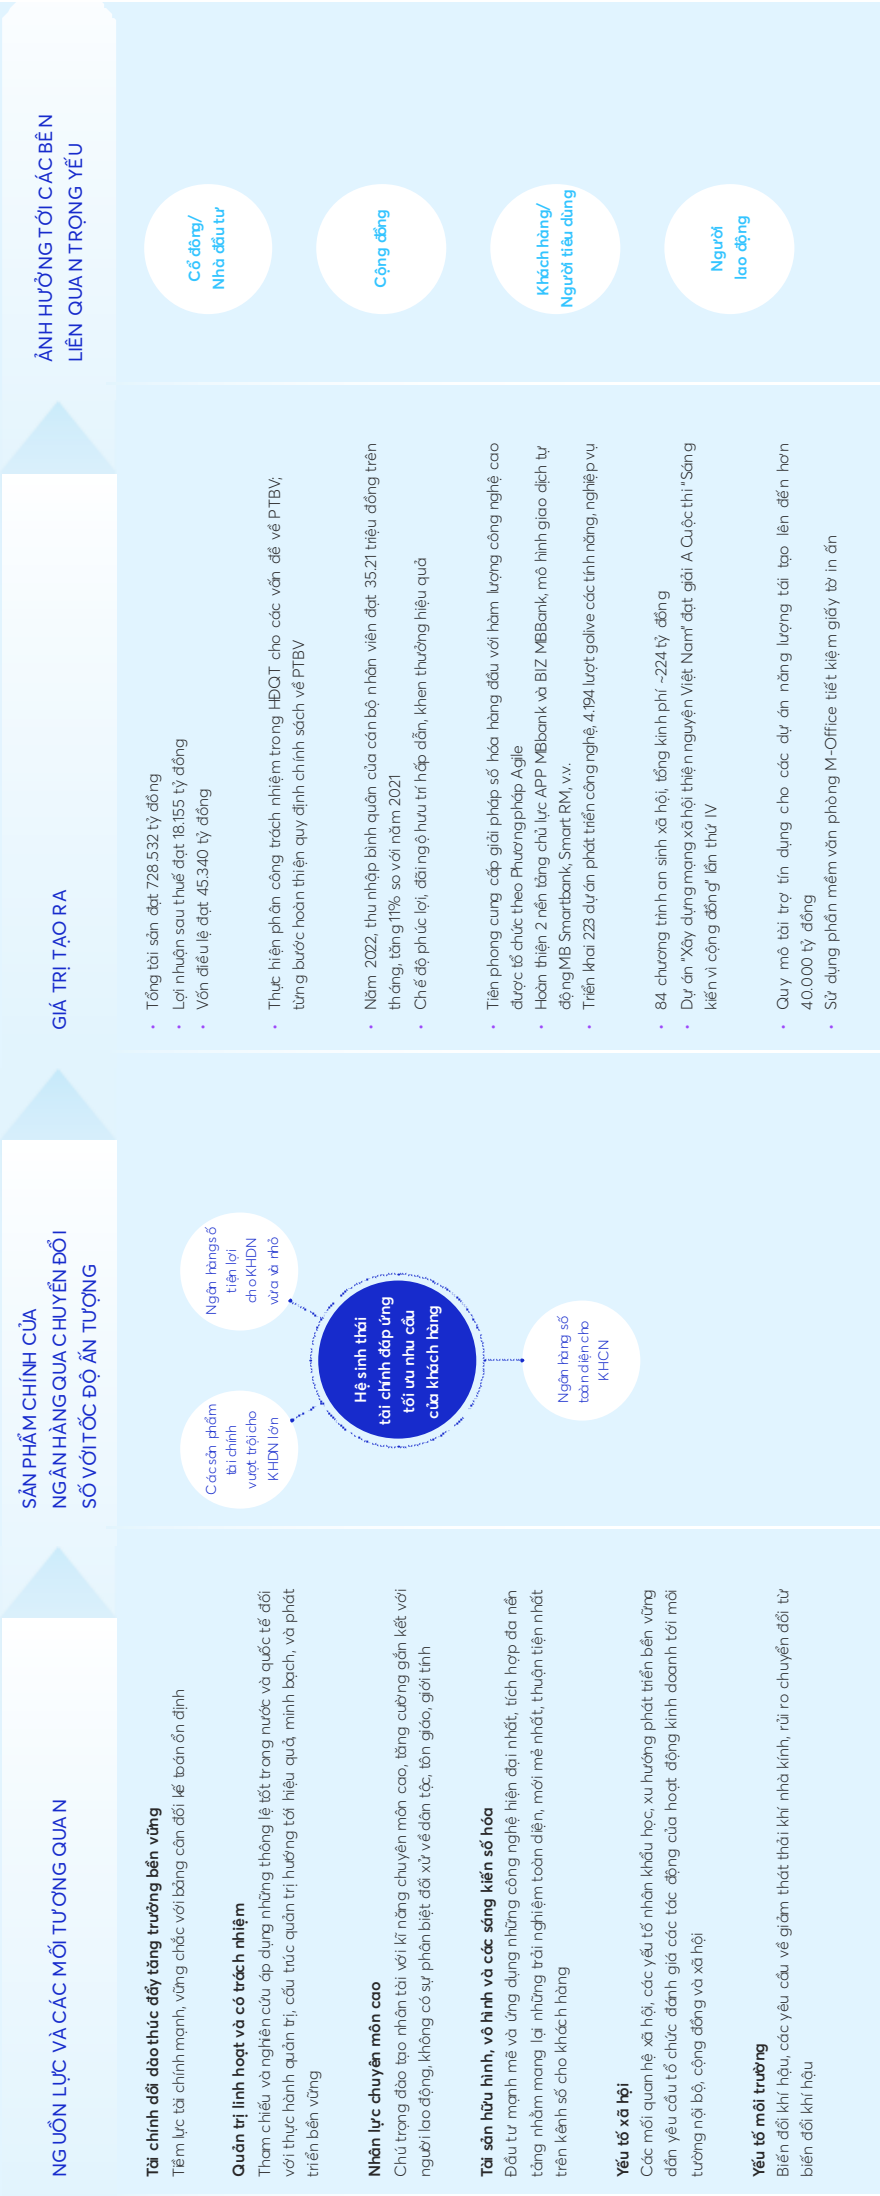 NGUỒN LỰC VÀ CÁC MỐI TƯƠNG QUAN
Tài chính dồi dào thúc đẩy tăng trưởng bền vững
Tiềm lực tài chính mạnh, vững chắc với bảng cân đối kế toán ổn định
Quản trị linh hoạt và có trách nhiệm
Tham chiếu và nghiên cứu áp dụng những thông lệ tốt trong nước và quốc tế đối
với thực hành quản trị, cấu trúc quản trị hướng tới hiệu quả, minh bạch, và phát
triển bền vững
Nhân lực chuyên môn cao
Chú trọng đào tạo nhân tài với kĩ năng chuyên môn cao, tăng cường gắn kết với
người lao động, không có sự phân biệt đối xử về dân tộc, tôn giáo, giới tính
Tài sản hữu hình, vô hình và các sáng kiến số hóa
Đầu tư mạnh mẽ và ứng dụng những công nghệ hiện đại nhất, tích hợp đa nền
tảng nhằm mang lại những trải nghiệm toàn diện, mới mẻ nhất, thuận tiện nhất
trên kênh số cho khách hàng
Yếu tố xã hội
Các mối quan hệ xã hội, các yếu tố nhân khẩu học, xu hướng phát triển bền vững
dẫn yêu cầu tổ chức đánh giá các tác động của hoạt động kinh doanh tới môi
tường nội bộ, cộng đồng và xã hội
Yếu tố môi trường
Biến đổi khí hậu, các yêu cầu về giảm thát thải khí nhà kính, rủi ro chuyển đổi từ
biến đổi khí hậu
SẢN PHẨM CHÍNH CỦA
NGÂN HÀNG QUA CHUYỂN ĐỔI
SỐ VỚI TỐC ĐỘ ẤN TƯỢNG
Các sản phẩm
tài chính
vượt trội cho
KHDN lớn
Ngân hàng số
tiện lợi
cho KHDN
vừa và nhỏ
Hệ sinh thái
tài chính đáp ứng
tối ưu nhu cầu
của khách hàng
Ngân hàng số
toàn diện cho
KHCN
GIÁ TRỊ TẠO RA
• Tổng tài sản đạt 728.532 tỷ đồng
• Lợi nhuận sau thuế đạt 18.155 tỷ đồng
• Vốn điều lệ đạt 45.340 tỷ đồng
• Thực hiện phân công trách nhiệm trong HĐQT cho các vấn đề về PTBV;
từng bước hoàn thiện quy định chính sách về PTBV
• Năm 2022, thu nhập bình quân của cán bộ nhân viên đạt 35.21 triệu đồng trên
tháng, tăng 11% so với năm 2021
• Chế độ phúc lợi, đãi ngộ hưu trí hấp dẫn, khen thưởng hiệu quả
• Tiên phong cung cấp giải pháp số hóa hàng đầu với hàm lượng công nghệ cao
được tổ chức theo Phương pháp Agile
• Hoàn thiện 2 nền tảng chủ lực APP MBbank và BIZ MBBank, mô hình giao dịch tự
động MB Smartbank, Smart RM, v.v.
• Triển khai 223 dự án phát triển công nghệ, 4.194 lượt golive các tính năng, nghiệp vụ
• 84 chương trình an sinh xã hội, tổng kinh phí ~224 tỷ đồng
• Dự án "Xây dựng mạng xã hội thiện nguyện Việt Nam" đạt giải A Cuộc thi "Sáng
kiến vì cộng đồng" lần thứ IV
• Quy mô tài trợ tín dụng cho các dự án năng lượng tái tạo lên đến hơn
40.000 tỷ đồng
• Sử dụng phần mềm văn phòng M-Office tiết kiệm giấy tờ in ấn
ẢNH HƯỞNG TỚI CÁC BÊN
LIÊN QUAN TRỌNG YẾU
Cổ đông/
Nhà đầu tư
Cộng đồng
Khách hàng/
Người tiêu dùng
Người
lao động